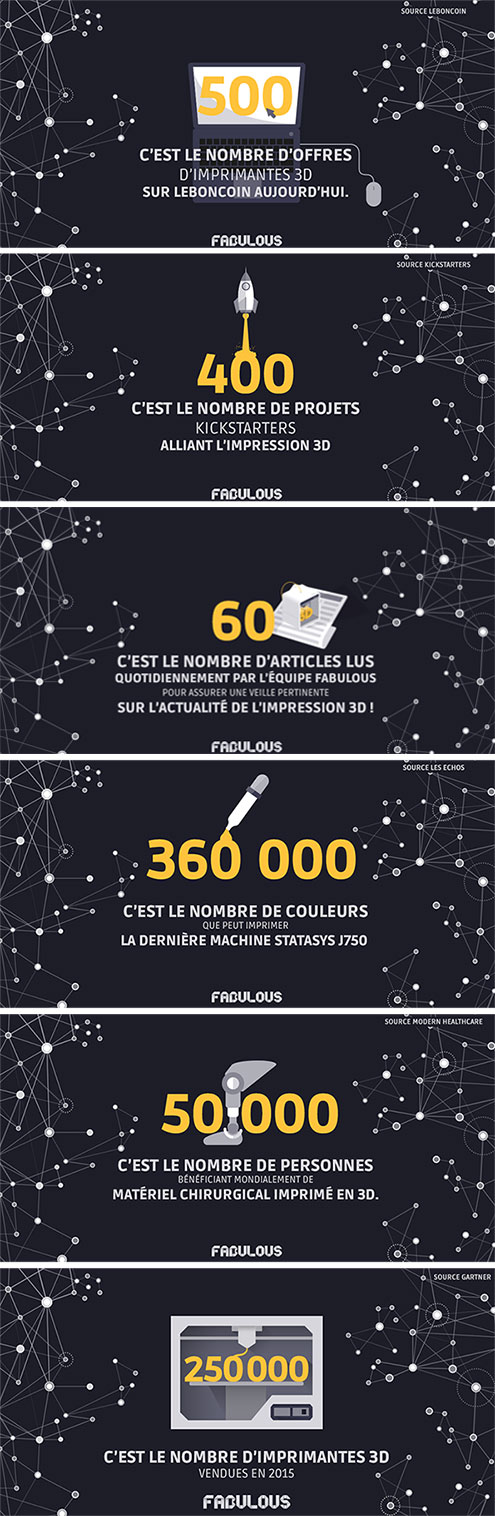 SOURCE LEBONCOIN
500
C'EST LE NOMBRE D'OFFRES
D'IMPRIMANTES 3D
SUR LEBONCOIN AUJOURD'HUI.
FABULOUS
SOURCE KICKSTARTERS
400
C'EST LE NOMBRE DE PROJETS
KICKSTARTERS
ALLIANT L'IMPRESSION 3D
FABULOUS
60
C'EST LE NOMBRE D'ARTICLES LUS
QUOTIDIENNEMENT PAR L'ÉQUIPE FABULOUS
POUR ASSURER UNE VEILLE PERTINENTE
SUR L'ACTUALITÉ DE L'IMPRESSION 3D !
FABULOUS
SOURCE LES ECHOS
360 000
C'EST LE NOMBRE DE COULEURS
QUE PEUT IMPRIMER
LA DERNIÈRE MACHINE STATASYS J750
FABULOUS
SOURCE MODERN HEALTHCARE
50 000
C'EST LE NOMBRE DE PERSONNES
BÉNÉFICIANT MONDIALEMENT DE
MATÉRIEL CHIRURGICAL IMPRIMÉ EN 3D.
FABULOUS
SOURCE GARTNER
250 000
C'EST LE NOMBRE D'IMPRIMANTES 3D
VENDUES EN 2015
FABULOUS